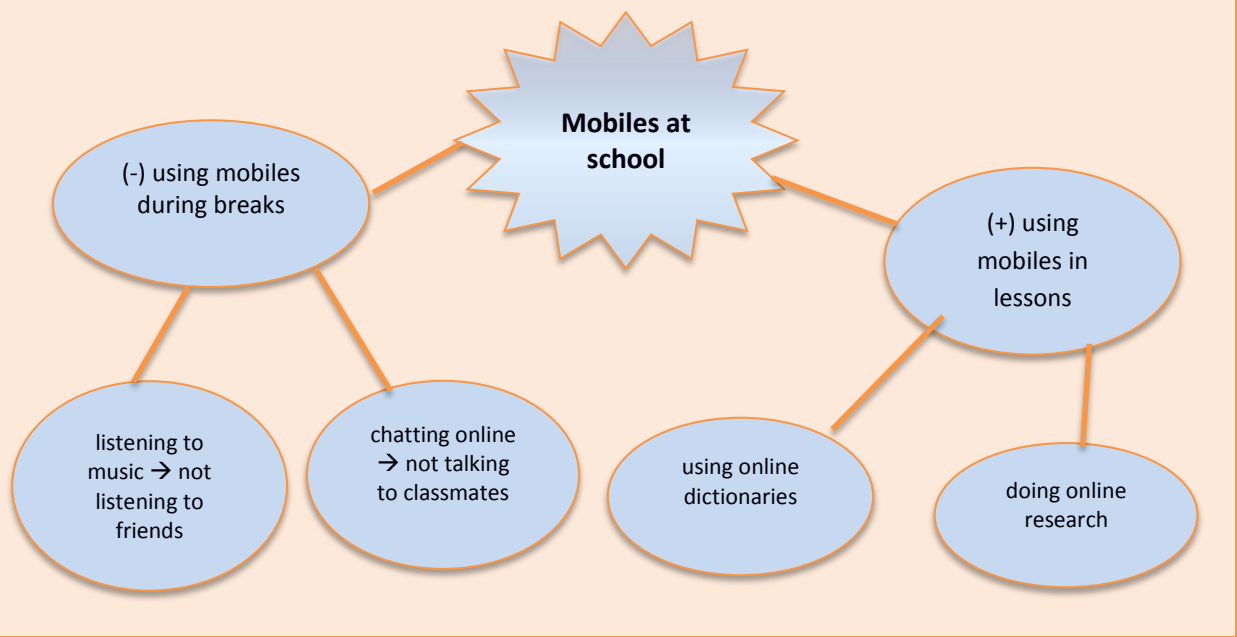 Mobiles at
school
(-) using mobiles
during breaks
(+) using
mobiles in
lessons
listening to
music → not
listening to
friends
chatting online
→ not talking
to classmates
using online
dictionaries
doing online
research